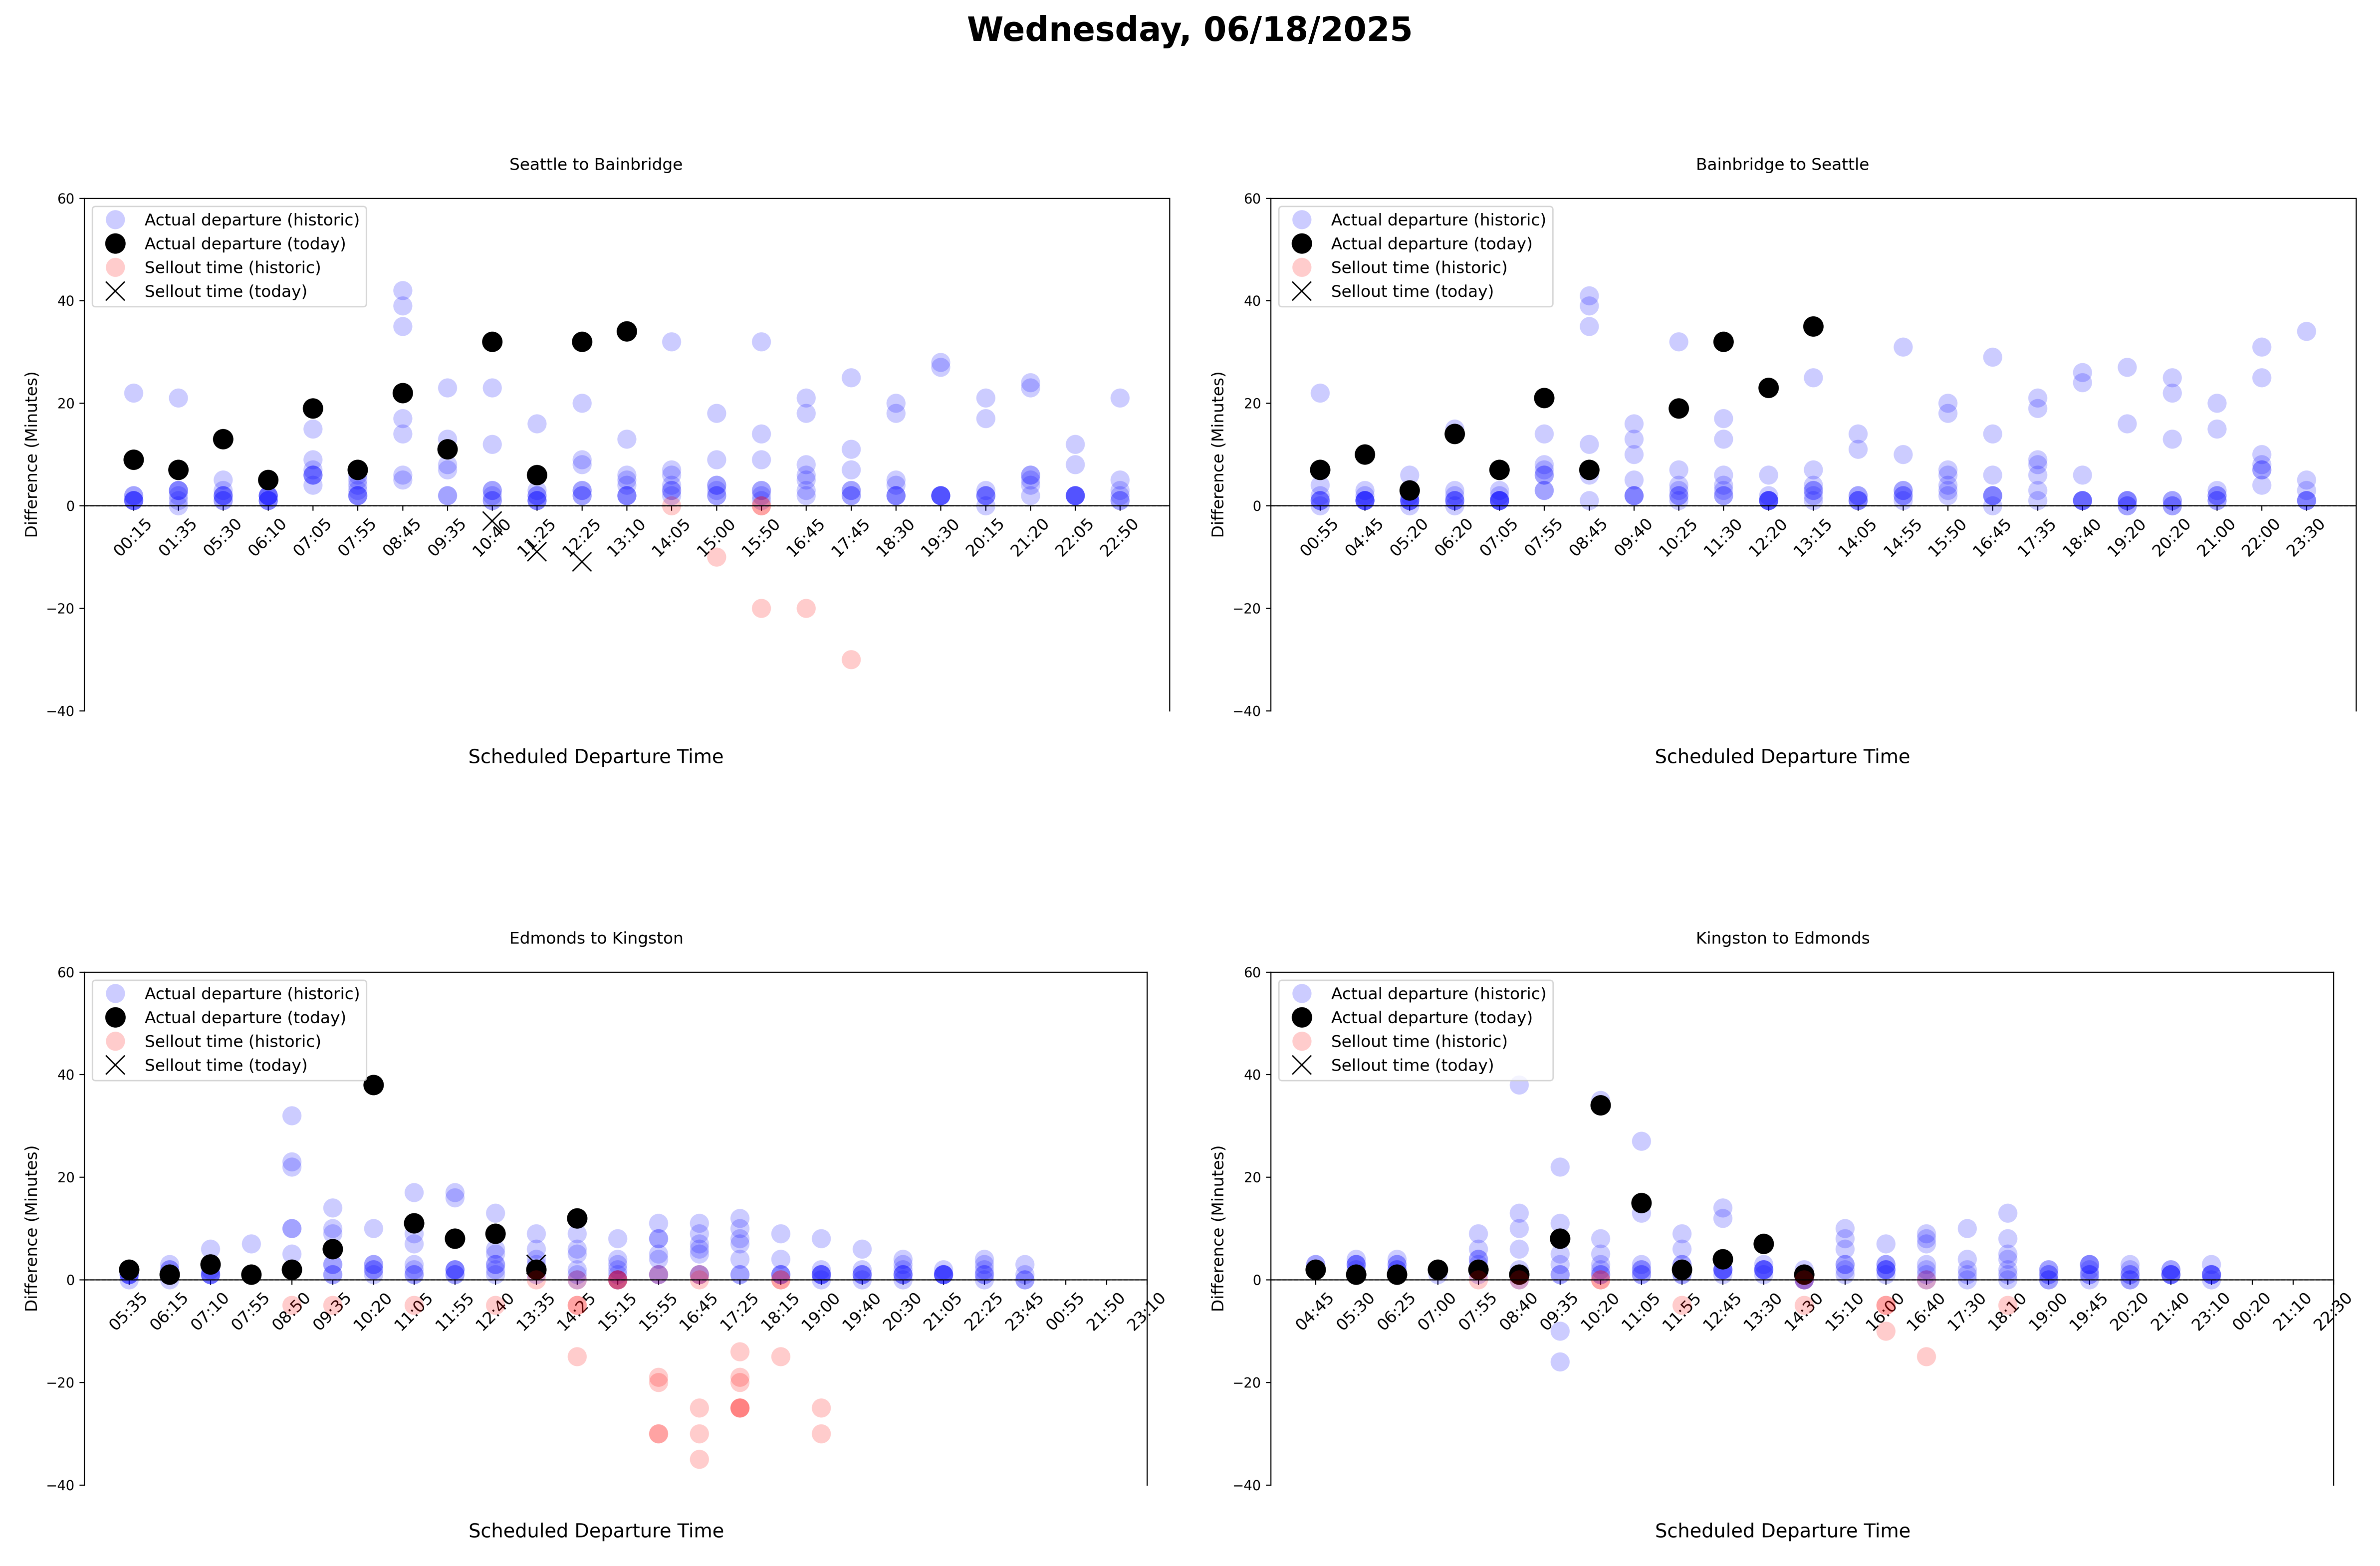 Wednesday, 06/18/2025
Seattle to Bainbridge
60
40
20
0
−20
−40
Difference (Minutes)
Actual departure (historic)
Actual departure (today)
Sellout time (historic)
Sellout time (today)
00:15 01:35 05:30 06:10 07:05 07:55 08:45 09:35 10:40 11:25 12:25 13:10 14:05 15:00 15:50 16:45 17:45 18:30 19:30 20:15 21:20 22:05 22:50
Scheduled Departure Time
Bainbridge to Seattle
60
40
20
0
−20
−40
Difference (Minutes)
Actual departure (historic)
Actual departure (today)
Sellout time (historic)
Sellout time (today)
00:55 04:45 05:20 06:20 07:05 07:55 08:45 09:40 10:25 11:30 12:20 13:15 14:05 14:55 15:50 16:45 17:35 18:40 19:20 20:20 21:00 22:00 23:30
Scheduled Departure Time
Edmonds to Kingston
60
40
20
0
−20
−40
Difference (Minutes)
Actual departure (historic)
Actual departure (today)
Sellout time (historic)
Sellout time (today)
05:35 06:15 07:10 07:55 08:50 09:35 10:20 11:05 11:55 12:40 13:35 14:25 15:15 15:55 16:45 17:25 18:15 19:00 19:40 20:30 21:05 22:25 23:45 00:55 21:50 23:10
Scheduled Departure Time
Kingston to Edmonds
60
40
20
0
−20
−40
Difference (Minutes)
Actual departure (historic)
Actual departure (today)
Sellout time (historic)
Sellout time (today)
04:45 05:30 06:25 07:00 07:55 08:40 09:35 10:20 11:05 11:55 12:45 13:30 14:30 15:10 16:00 16:40 17:30 18:10 19:00 19:45 20:20 21:40 23:10 00:20 21:10 22:30
Scheduled Departure Time